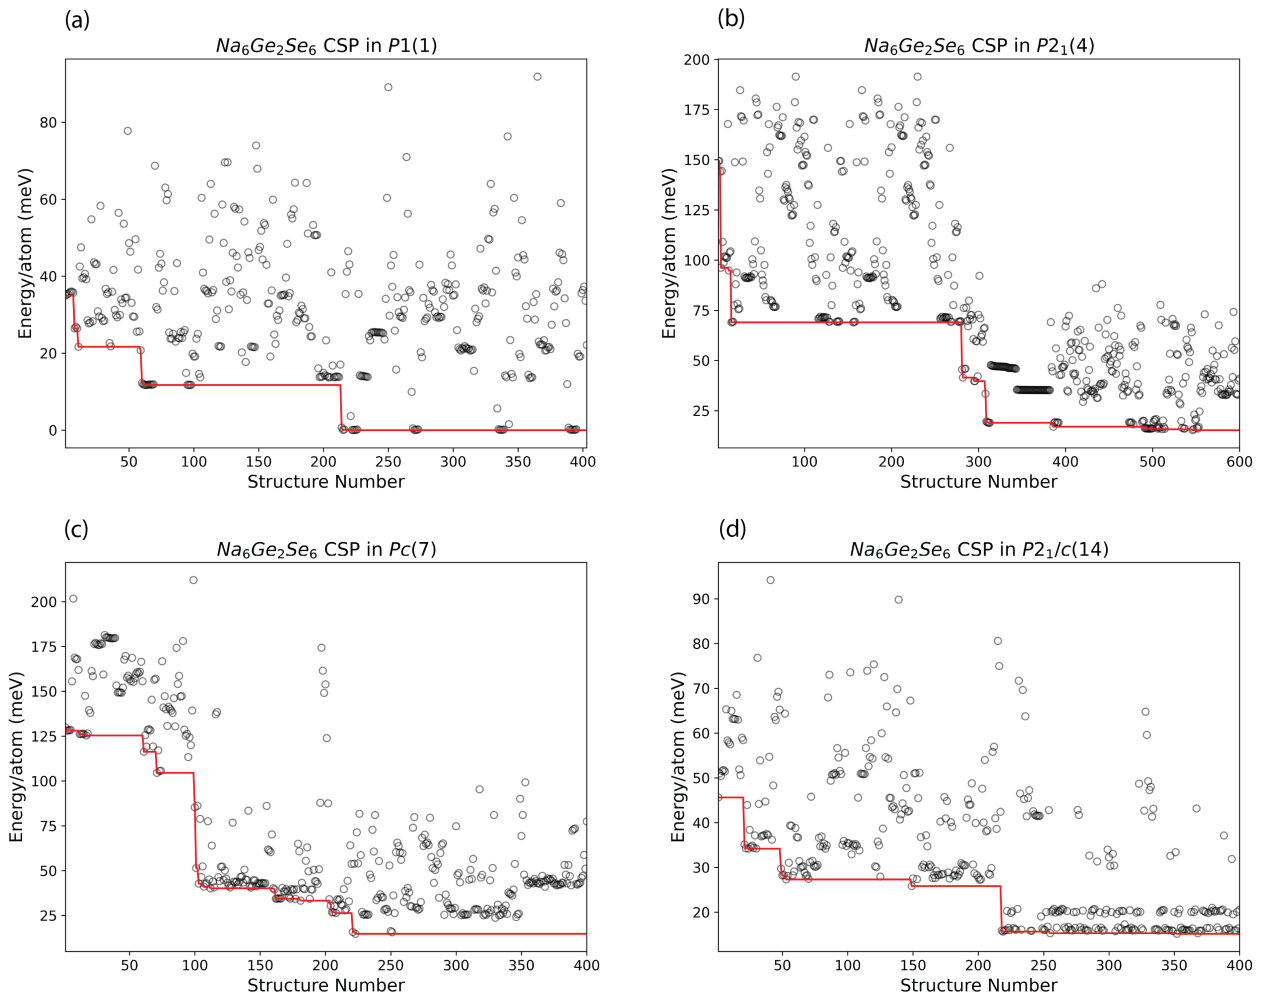 (a)
Na₆Ge₂Se₆ CSP in P1(1)
Energy/atom (meV)
80
60
40
20
0
50 100 150 200 250 300 350 400
Structure Number
(b)
Na₆Ge₂Se₆ CSP in P2₁(4)
Energy/atom (meV)
200
175
150
125
100
75
50
25
100 200 300 400 500 600
Structure Number
(c)
Na₆Ge₂Se₆ CSP in Pc(7)
Energy/atom (meV)
200
175
150
125
100
75
50
25
50 100 150 200 250 300 350 400
Structure Number
(d)
Na₆Ge₂Se₆ CSP in P2₁/c(14)
Energy/atom (meV)
90
80
70
60
50
40
30
20
50 100 150 200 250 300 350 400
Structure Number